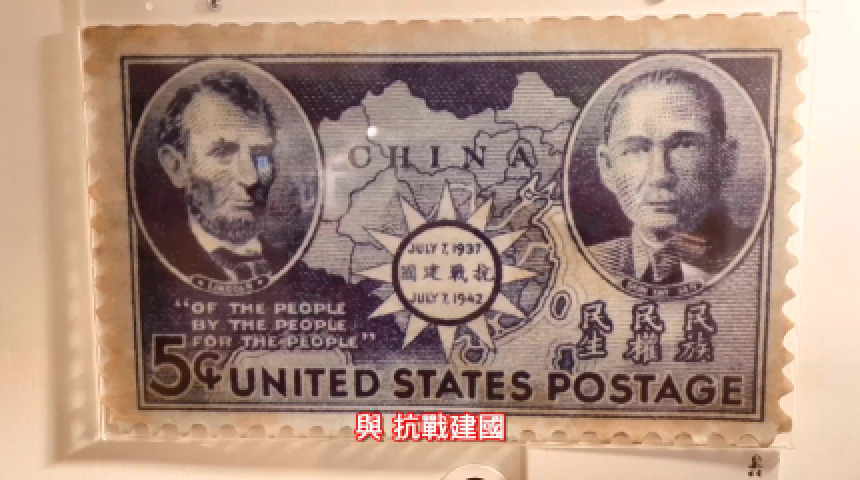 CHINA
JULY 7, 1937
國建戰抗
JULY 7, 1942
LINCOLN
"OF THE PEOPLE
BY THE PEOPLE
FOR THE PEOPLE"
民族
民權
民生
5¢ UNITED STATES POSTAGE
與 抗戰建國